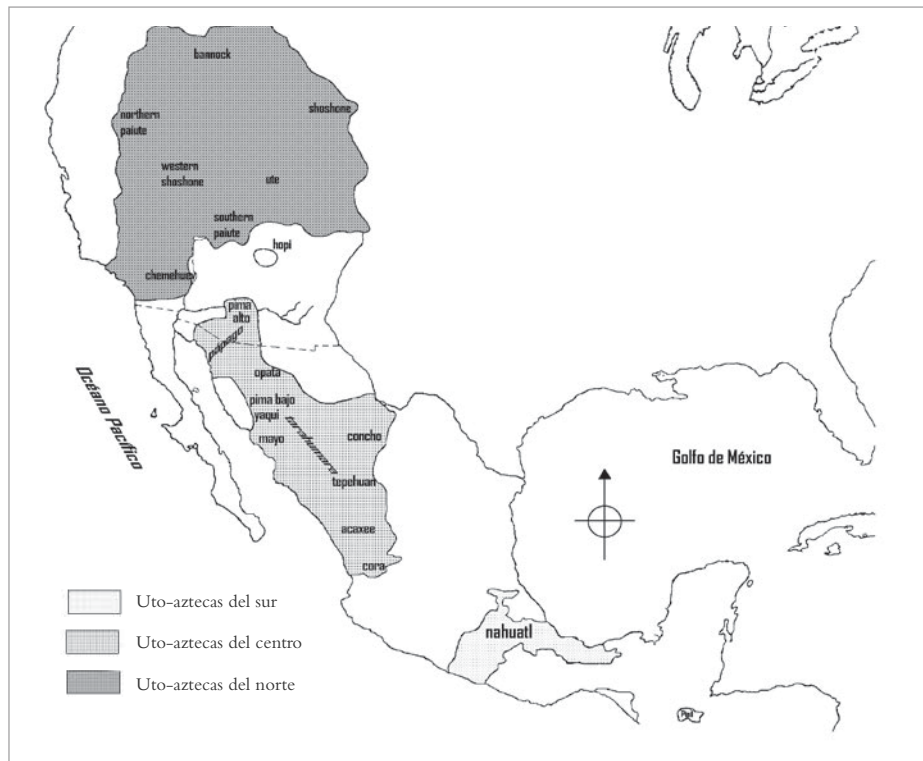 bannock
shoshone
northern
paiute
western
shoshone
ute
southern
paiute
hopi
chemehuevi
pima
alto
papago
opata
pima bajo
yaqui
mayo
tarahumara
concho
tepehuan
acaxee
cora
Océano Pacífico
Golfo de México
nahuatl
Uto-aztecas del sur
Uto-aztecas del centro
Uto-aztecas del norte